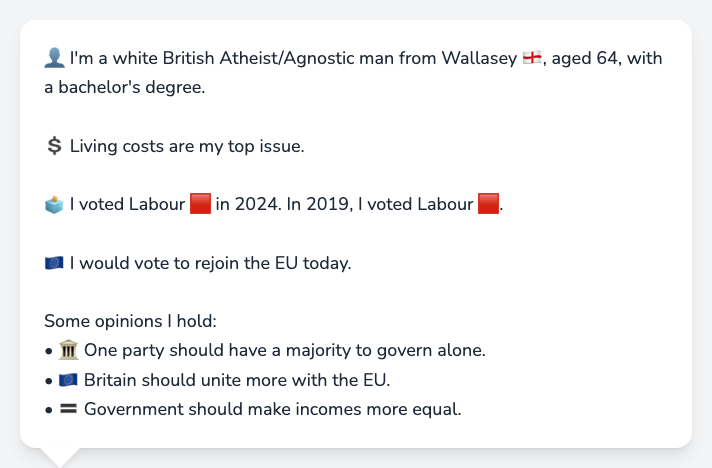 👤 I'm a white British Atheist/Agnostic man from Wallasey 🏴󠁧󠁢󠁥󠁮󠁧󠁿, aged 64, with
a bachelor's degree.
💲 Living costs are my top issue.
🗳️ I voted Labour 🟥 in 2024. In 2019, I voted Labour 🟥.
🇪🇺 I would vote to rejoin the EU today.
Some opinions I hold:
• 🏛️ One party should have a majority to govern alone.
• 🇪🇺 Britain should unite more with the EU.
• 🟰 Government should make incomes more equal.